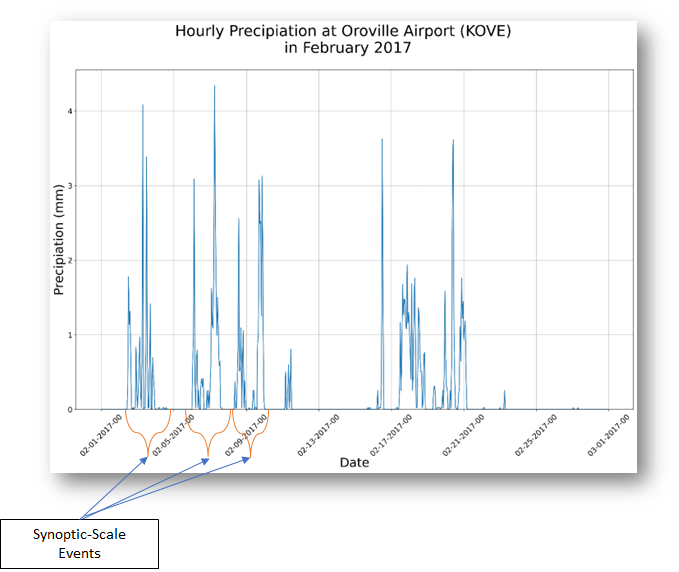 Hourly Precipiation at Oroville Airport (KOVE)
in February 2017
4
3
2
1
0
Precipiation (mm)
02-01-2017-00
02-05-2017-00
02-09-2017-00
02-13-2017-00
02-17-2017-00
02-21-2017-00
02-25-2017-00
03-01-2017-00
Date
Synoptic-Scale
Events